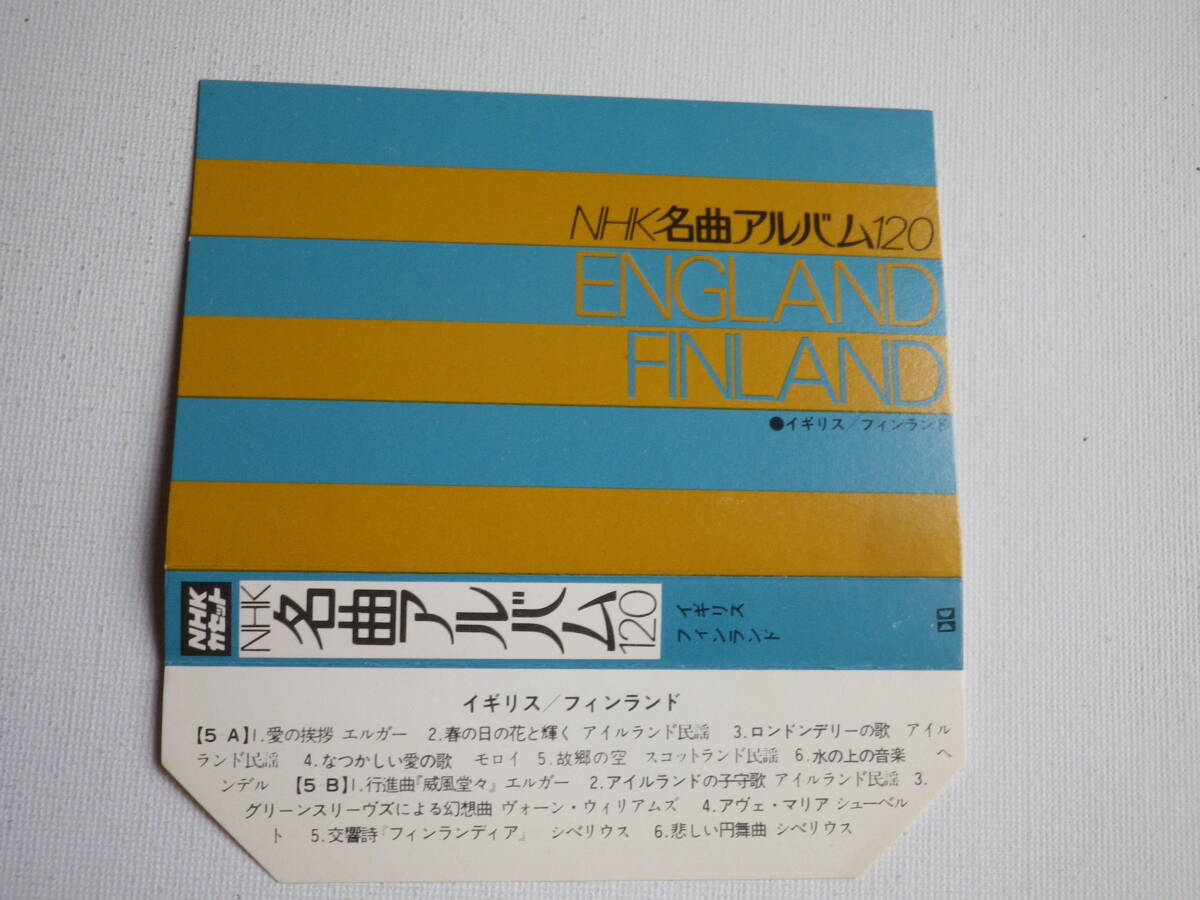 NHK名曲アルバム120
ENGLAND
FINLAND
●イギリス/フィンランド
NHK
カセット
NHK
名曲アルバム
120
イギリス
フィンランド
イギリス/フィンランド
【5 A】1.愛の挨拶 エルガー 2.春の日の花と輝く アイルランド民謡 3.ロンドンデリーの歌 アイル
ランド民謡 4.なつかしい愛の歌 モロイ 5.故郷の空 スコットランド民謡 6.水の上の音楽 ヘ
ンデル 【5 B】1.行進曲『威風堂々』エルガー 2.アイルランドの子守歌 アイルランド民謡 3.
グリーンスリーヴズによる幻想曲 ヴォーン・ウィリアムズ 4.アヴェ・マリア シューベル
ト 5.交響詩『フィンランディア』 シベリウス 6.悲しい円舞曲 シベリウス